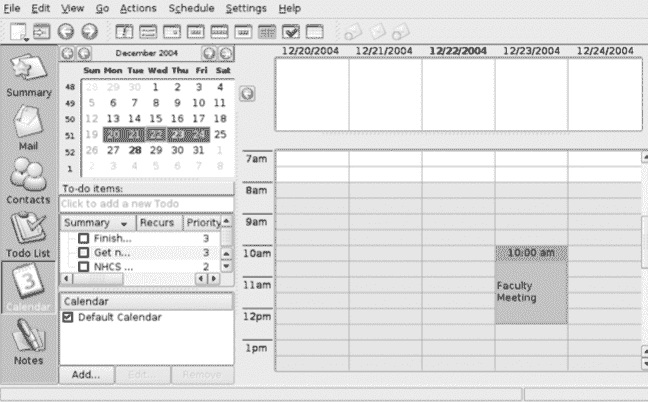 File Edit View Go Actions Schedule Settings Help
December 2004
Sun Mon Tue Wed Thu Fri Sat
48 28 29 30 1 2 3 4
49 5 6 7 8 9 10 11
50 12 13 14 15 16 17 18
51 19 20 21 22 23 24 25
52 26 27 28 29 30 31 1
1 2 3 4 5 6 7 8
12/20/2004 12/21/2004 12/22/2004 12/23/2004 12/24/2004
Summary
Mail
Contacts
Todo List
Calendar
Notes
To-do items:
Click to add a new Todo
Summary Recurs Priority
Finish... 3
Get n... 3
NHCS ... 2
Calendar
Default Calendar
Add... Edit... Remove
7am
8am
9am
10am
11am
12pm
1pm
10:00 am
Faculty
Meeting
3